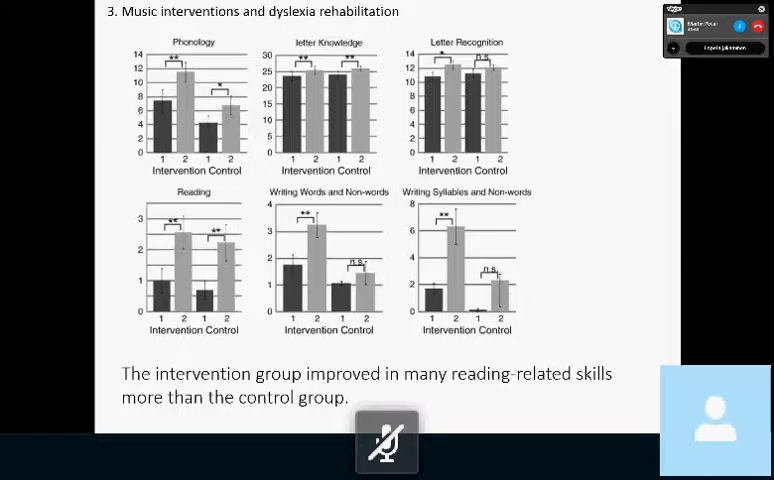 3. Music interventions and dyslexia rehabilitation
Phonology
letter Knowledge
Letter Recognition
14
12
10
8
6
4
2
0
**
*
1 2 1 2
Intervention Control
30
25
20
15
10
5
0
** **
1 2 1 2
Intervention Control
14
12
10
8
6
4
2
0
* n.s.
1 2 1 2
Intervention Control
Reading
Writing Words and Non-words
Writing Syllables and Non-words
3
2
1
0
** **
1 2 1 2
Intervention Control
4
3
2
1
0
**
n.s.
1 2 1 2
Intervention Control
8
6
4
2
0
**
n.s.
1 2 1 2
Intervention Control
The intervention group improved in many reading-related skills
more than the control group.